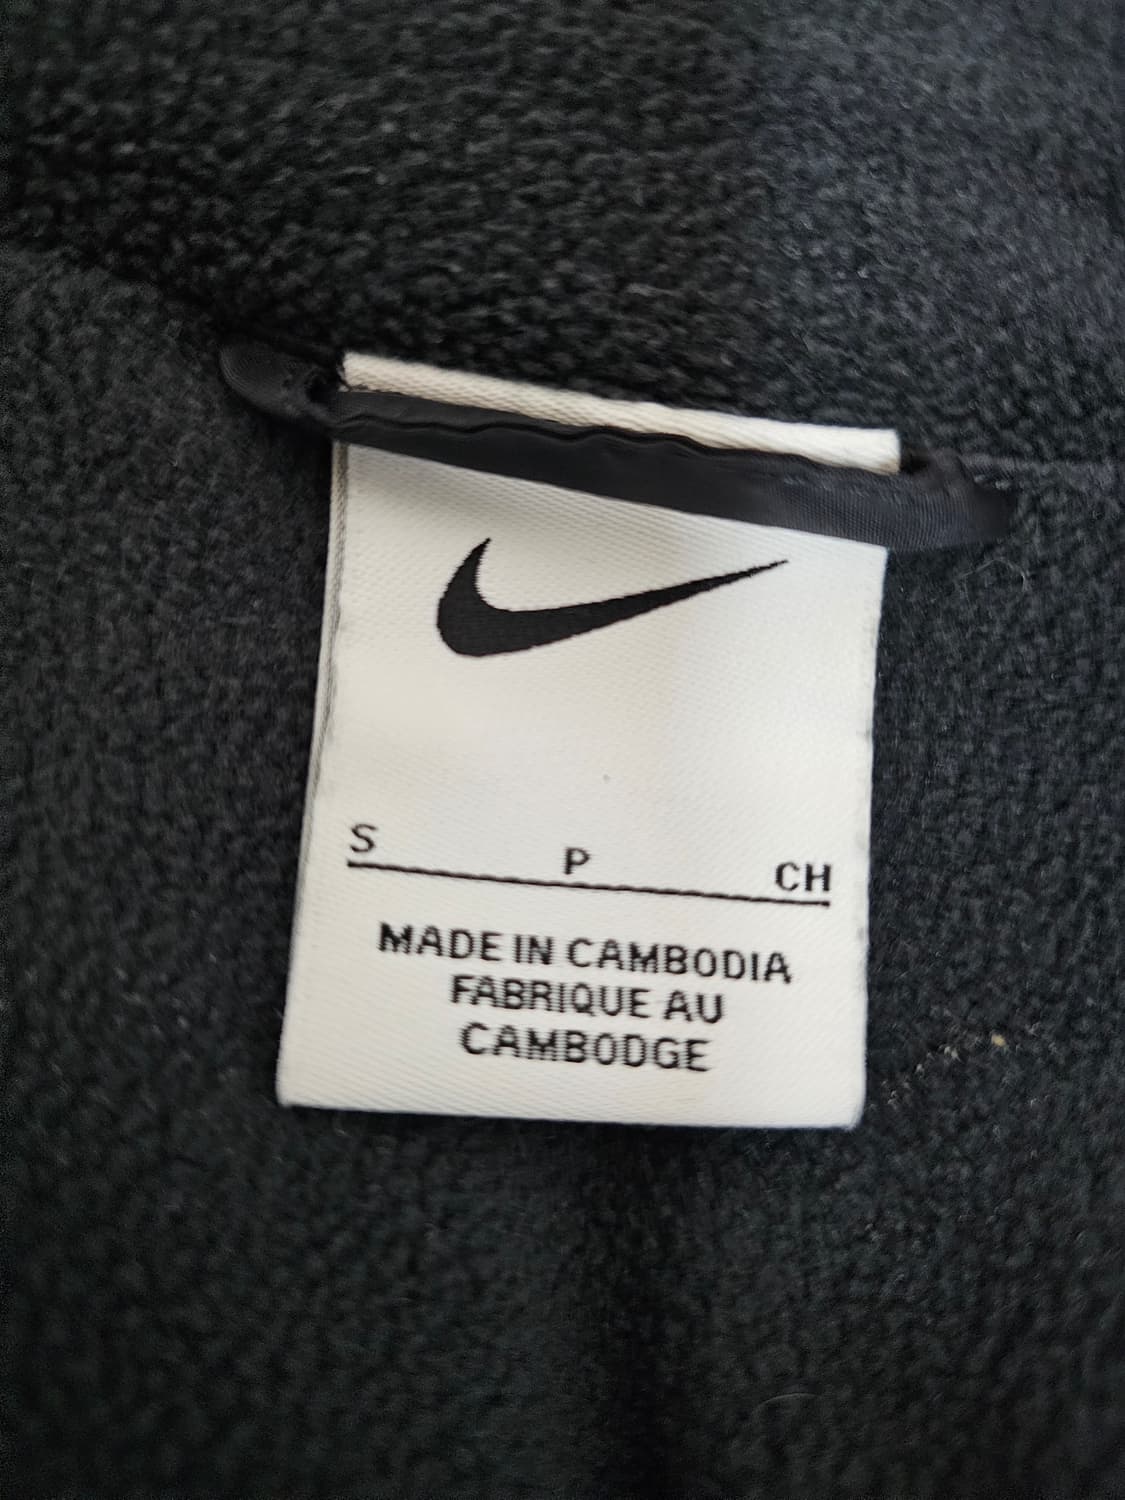 S P CH
MADE IN CAMBODIA
FABRIQUE AU
CAMBODGE